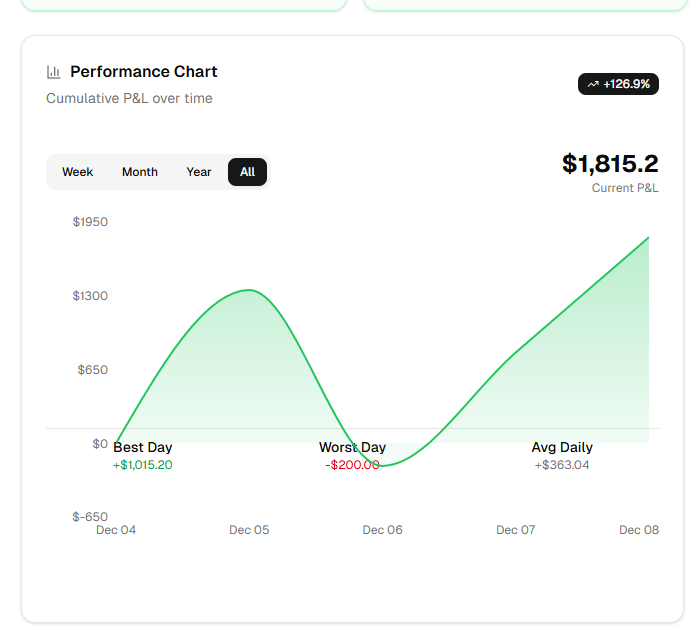 Performance Chart
+126.9%
Cumulative P&L over time
Week Month Year All
$1,815.2
Current P&L
$1950
$1300
$650
$0
Best Day Worst Day Avg Daily
+$1,015.20 -$200.00 +$363.04
$-650
Dec 04 Dec 05 Dec 06 Dec 07 Dec 08